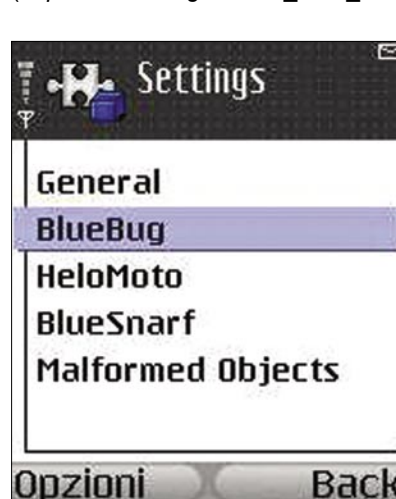 Settings
General
BlueBug
HeloMoto
BlueSnarf
Malformed Objects
Opzioni Back